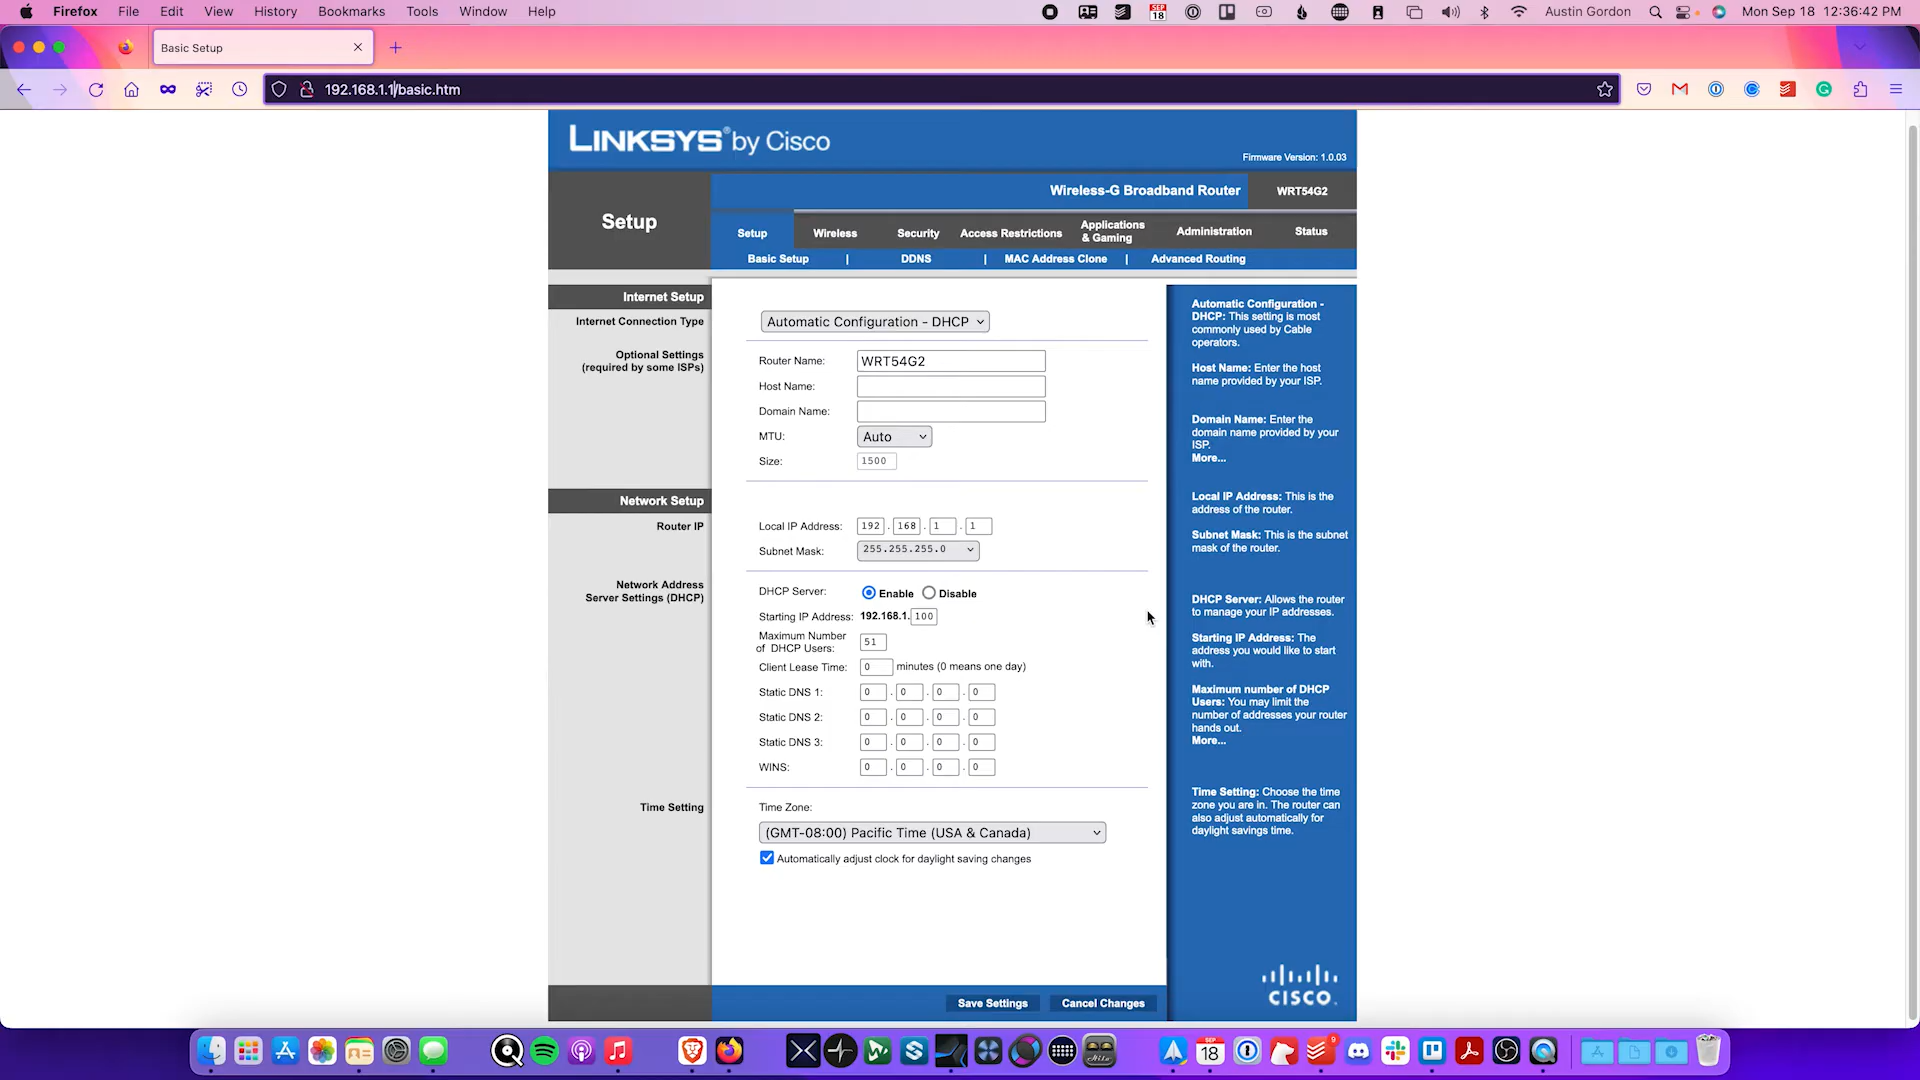 Firefox File Edit View History Bookmarks Tools Window Help SEP 18 Austin Gordon Mon Sep 18 12:36:42 PM
Basic Setup
192.168.1.1/basic.htm
LINKSYS® by Cisco
Firmware Version: 1.0.03
Wireless-G Broadband Router WRT54G2
Setup
Setup Wireless Security Access Restrictions Applications & Gaming Administration Status
Basic Setup | DDNS | MAC Address Clone | Advanced Routing
Internet Setup
Internet Connection Type
Automatic Configuration - DHCP
Optional Settings
(required by some ISPs)
Router Name: WRT54G2
Host Name:
Domain Name:
MTU: Auto
Size: 1500
Network Setup
Router IP
Local IP Address: 192 . 168 . 1 . 1
Subnet Mask: 255.255.255.0
Network Address
Server Settings (DHCP)
DHCP Server: Enable Disable
Starting IP Address: 192.168.1. 100
Maximum Number
of DHCP Users: 51
Client Lease Time: 0 minutes (0 means one day)
Static DNS 1: 0 . 0 . 0 . 0
Static DNS 2: 0 . 0 . 0 . 0
Static DNS 3: 0 . 0 . 0 . 0
WINS: 0 . 0 . 0 . 0
Time Setting
Time Zone:
(GMT-08:00) Pacific Time (USA & Canada)
Automatically adjust clock for daylight saving changes
Automatic Configuration -
DHCP: This setting is most
commonly used by Cable
operators.
Host Name: Enter the host
name provided by your ISP.
Domain Name: Enter the
domain name provided by your
ISP.
More...
Local IP Address: This is the
address of the router.
Subnet Mask: This is the subnet
mask of the router.
DHCP Server: Allows the router
to manage your IP addresses.
Starting IP Address: The
address you would like to start
with.
Maximum number of DHCP
Users: You may limit the
number of addresses your router
hands out.
More...
Time Setting: Choose the time
zone you are in. The router can
also adjust automatically for
daylight savings time.
CISCO.
Save Settings Cancel Changes
SEP 18 9